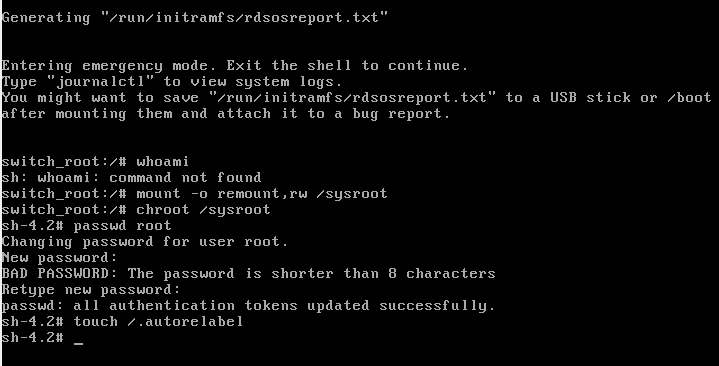 Generating "/run/initramfs/rdsosreport.txt"
Entering emergency mode. Exit the shell to continue.
Type "journalctl" to view system logs.
You might want to save "/run/initramfs/rdsosreport.txt" to a USB stick or /boot
after mounting them and attach it to a bug report.
switch_root:/# whoami
sh: whoami: command not found
switch_root:/# mount -o remount,rw /sysroot
switch_root:/# chroot /sysroot
sh-4.2# passwd root
Changing password for user root.
New password:
BAD PASSWORD: The password is shorter than 8 characters
Retype new password:
passwd: all authentication tokens updated successfully.
sh-4.2# touch /.autorelabel
sh-4.2# _